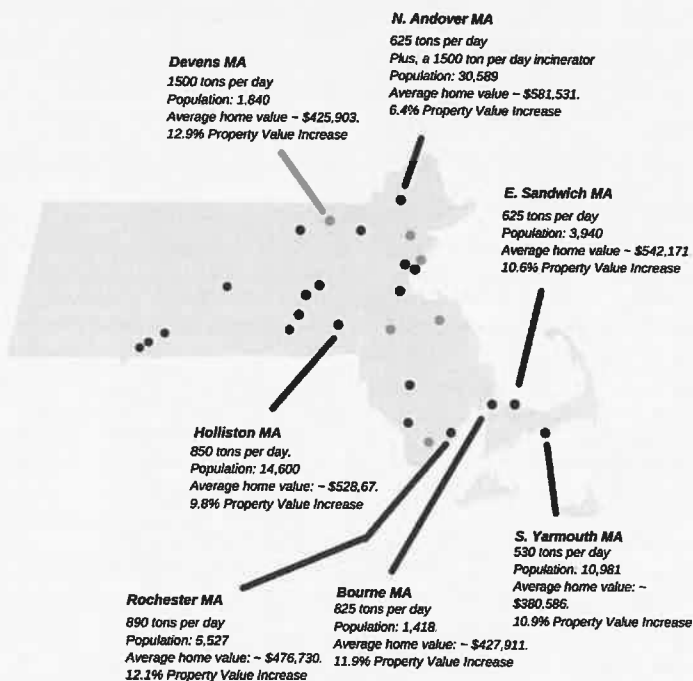 N. Andover MA
625 tons per day
Plus, a 1500 ton per day incinerator
Population: 30,589
Average home value ~ $581,531.
6.4% Property Value Increase
Devens MA
1500 tons per day
Population: 1,840
Average home value ~ $425,903.
12.9% Property Value Increase
E. Sandwich MA
625 tons per day
Population: 3,940
Average home value ~ $542,171
10.6% Property Value Increase
Holliston MA
850 tons per day.
Population: 14,600
Average home value: ~ $528,67.
9.8% Property Value Increase
S. Yarmouth MA
530 tons per day
Population. 10,981
Average home value: ~
$380.586.
10.9% Property Value Increase
Rochester MA
890 tons per day
Population: 5,527
Average home value: ~ $476,730.
12.1% Property Value Increase
Bourne MA
825 tons per day
Population: 1,418.
Average home value: ~ $427,911.
11.9% Property Value Increase